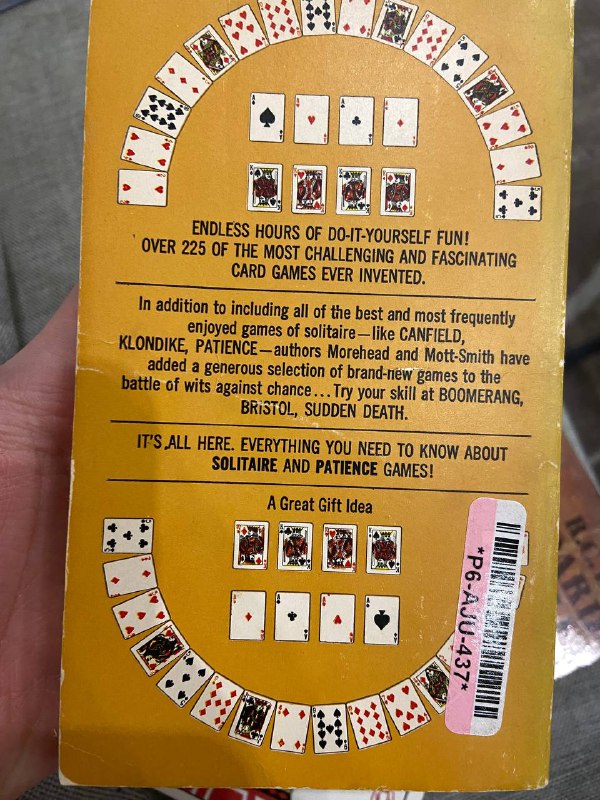 ENDLESS HOURS OF DO-IT-YOURSELF FUN!
OVER 225 OF THE MOST CHALLENGING AND FASCINATING
CARD GAMES EVER INVENTED.
In addition to including all of the best and most frequently
enjoyed games of solitaire—like CANFIELD,
KLONDIKE, PATIENCE—authors Morehead and Mott-Smith have
added a generous selection of brand-new games to the
battle of wits against chance...Try your skill at BOOMERANG,
BRISTOL, SUDDEN DEATH.
IT'S ALL HERE. EVERYTHING YOU NEED TO KNOW ABOUT
SOLITAIRE AND PATIENCE GAMES!
A Great Gift Idea
*P6-AJU-437*